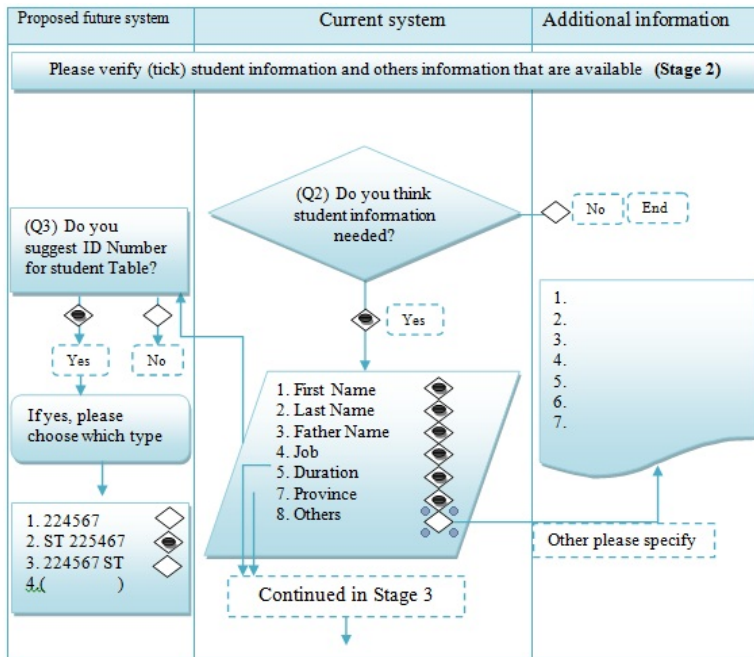 Proposed future system
Current system
Additional information
Please verify (tick) student information and others information that are available (Stage 2)
(Q2) Do you think
student information
needed?
No
End
(Q3) Do you
suggest ID Number
for student Table?
Yes
No
Yes
If yes, please
choose which type
1. 224567
2. ST 225467
3. 224567 ST
4.( )
1. First Name
2. Last Name
3. Father Name
4. Job
5. Duration
7. Province
8. Others
1.
2.
3.
4.
5.
6.
7.
Other please specify
Continued in Stage 3